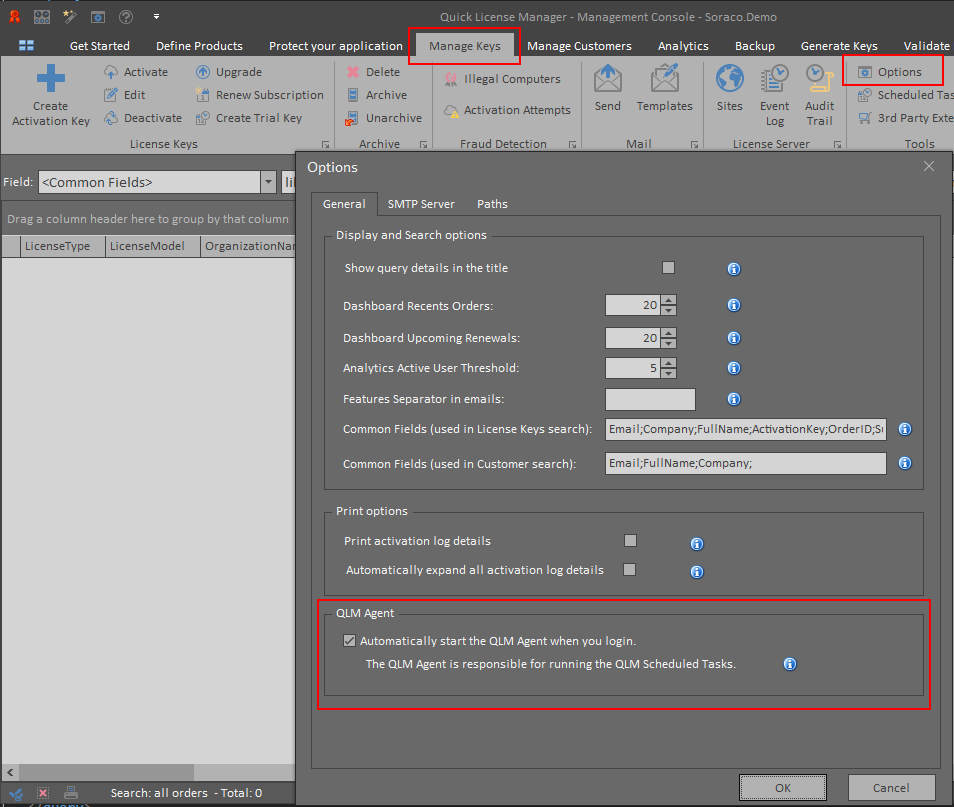 Quick License Manager - Management Console - Soraco.Demo
Get Started Define Products Protect your application Manage Keys Manage Customers Analytics Backup Generate Keys Validate
Create
Activation Key
Activate
Edit
Deactivate
Upgrade
Renew Subscription
Create Trial Key
License Keys
Delete
Archive
Unarchive
Archive
Illegal Computers
Activation Attempts
Fraud Detection
Send
Templates
Mail
Sites
Event
Log
Audit
Trail
License Server
Options
Scheduled Tas
3rd Party Exte
Tools
Field: <Common Fields> li
Drag a column header here to group by that column
LicenseType LicenseModel OrganizationNar
Options
General SMTP Server Paths
Display and Search options
Show query details in the title
Dashboard Recents Orders: 20
Dashboard Upcoming Renewals: 20
Analytics Active User Threshold: 5
Features Separator in emails:
Common Fields (used in License Keys search): Email;Company;FullName;ActivationKey;OrderID;S
Common Fields (used in Customer search): Email;FullName;Company;
Print options
Print activation log details
Automatically expand all activation log details
QLM Agent
Automatically start the QLM Agent when you login.
The QLM Agent is responsible for running the QLM Scheduled Tasks.
OK Cancel
Search: all orders - Total: 0